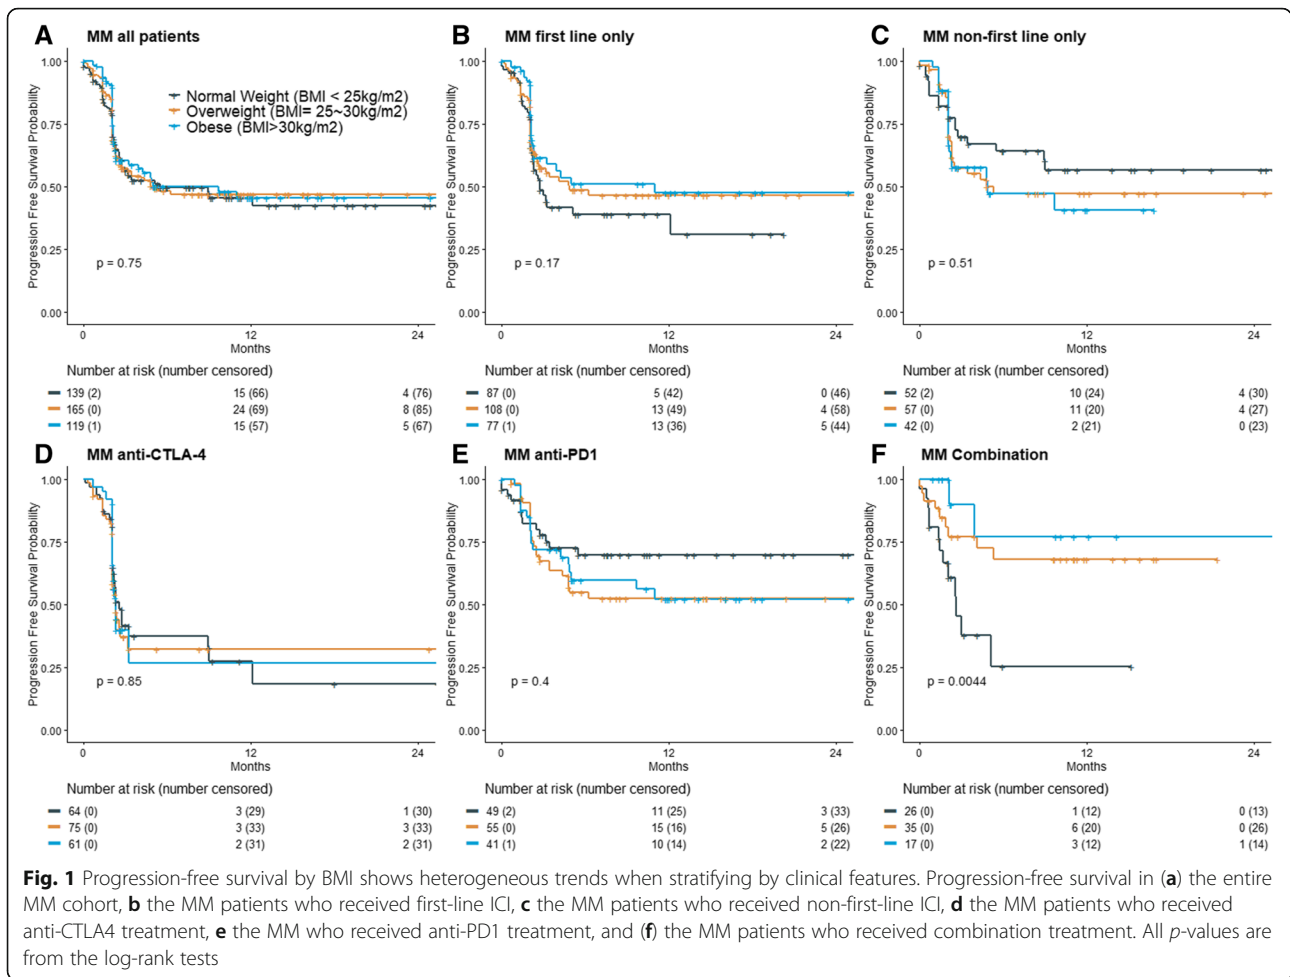 A MM all patients
1.00
0.75
0.50
0.25
0.00
Progression Free Survival Probability
Normal Weight (BMI < 25kg/m2)
Overweight (BMI= 25~30kg/m2)
Obese (BMI>30kg/m2)
p = 0.75
0 12 24
Months
Number at risk (number censored)
139 (2) 15 (66) 4 (76)
165 (0) 24 (69) 8 (85)
119 (1) 15 (57) 5 (67)
B MM first line only
1.00
0.75
0.50
0.25
0.00
Progression Free Survival Probability
p = 0.17
0 12 24
Months
Number at risk (number censored)
87 (0) 5 (42) 0 (46)
108 (0) 13 (49) 4 (58)
77 (1) 13 (36) 5 (44)
C MM non-first line only
1.00
0.75
0.50
0.25
0.00
Progression Free Survival Probability
p = 0.51
0 12 24
Months
Number at risk (number censored)
52 (2) 10 (24) 4 (30)
57 (0) 11 (20) 4 (27)
42 (0) 2 (21) 0 (23)
D MM anti-CTLA-4
1.00
0.75
0.50
0.25
0.00
Progression Free Survival Probability
p = 0.85
0 12 24
Months
Number at risk (number censored)
64 (0) 3 (29) 1 (30)
75 (0) 3 (33) 3 (33)
61 (0) 2 (31) 2 (31)
E MM anti-PD1
1.00
0.75
0.50
0.25
0.00
Progression Free Survival Probability
p = 0.4
0 12 24
Months
Number at risk (number censored)
49 (2) 11 (25) 3 (33)
55 (0) 15 (16) 5 (26)
41 (1) 10 (14) 2 (22)
F MM Combination
1.00
0.75
0.50
0.25
0.00
Progression Free Survival Probability
p = 0.0044
0 12 24
Months
Number at risk (number censored)
26 (0) 1 (12) 0 (13)
35 (0) 6 (20) 0 (26)
17 (0) 3 (12) 1 (14)
Fig. 1 Progression-free survival by BMI shows heterogeneous trends when stratifying by clinical features. Progression-free survival in (a) the entire
MM cohort, b the MM patients who received first-line ICI, c the MM patients who received non-first-line ICI, d the MM patients who received
anti-CTLA4 treatment, e the MM who received anti-PD1 treatment, and (f) the MM patients who received combination treatment. All p-values are
from the log-rank tests